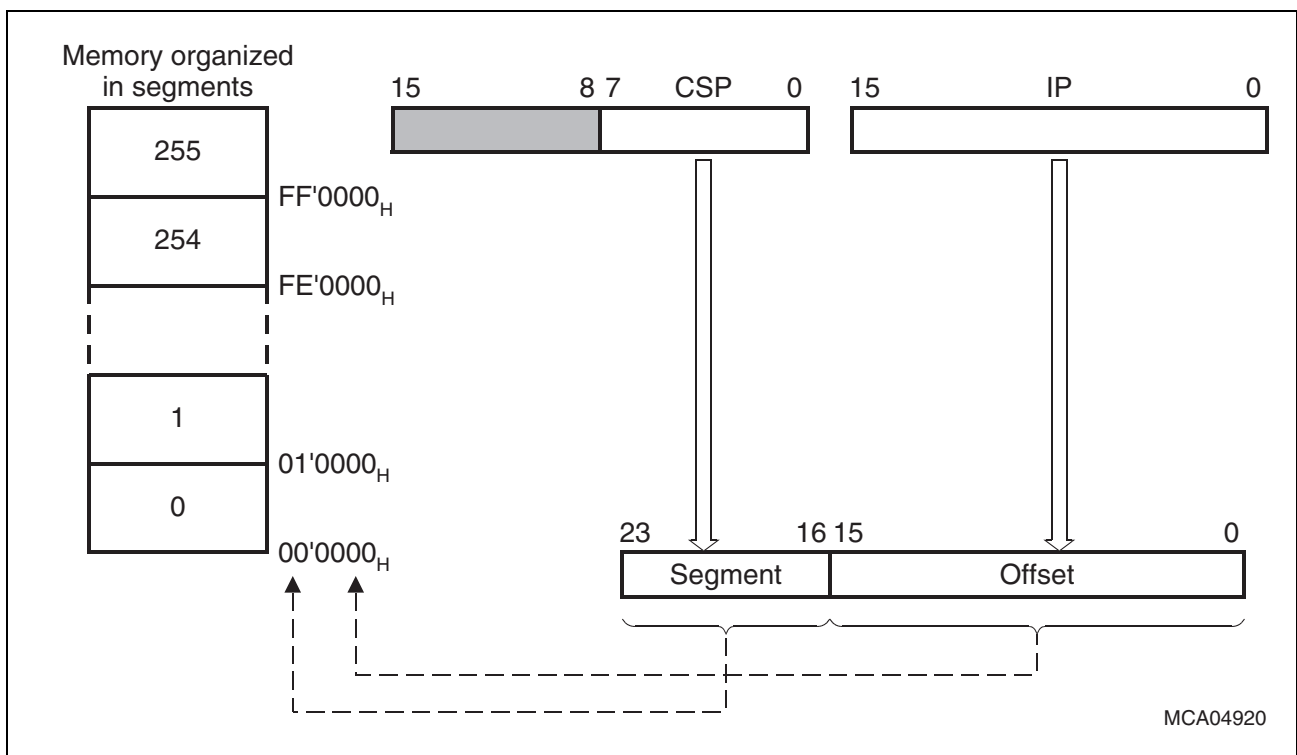 Memory organized
in segments
255
FF'0000H
254
FE'0000H
1
01'0000H
0
00'0000H
15 8 7 CSP 0
15 IP 0
23 16 15 0
Segment Offset
MCA04920